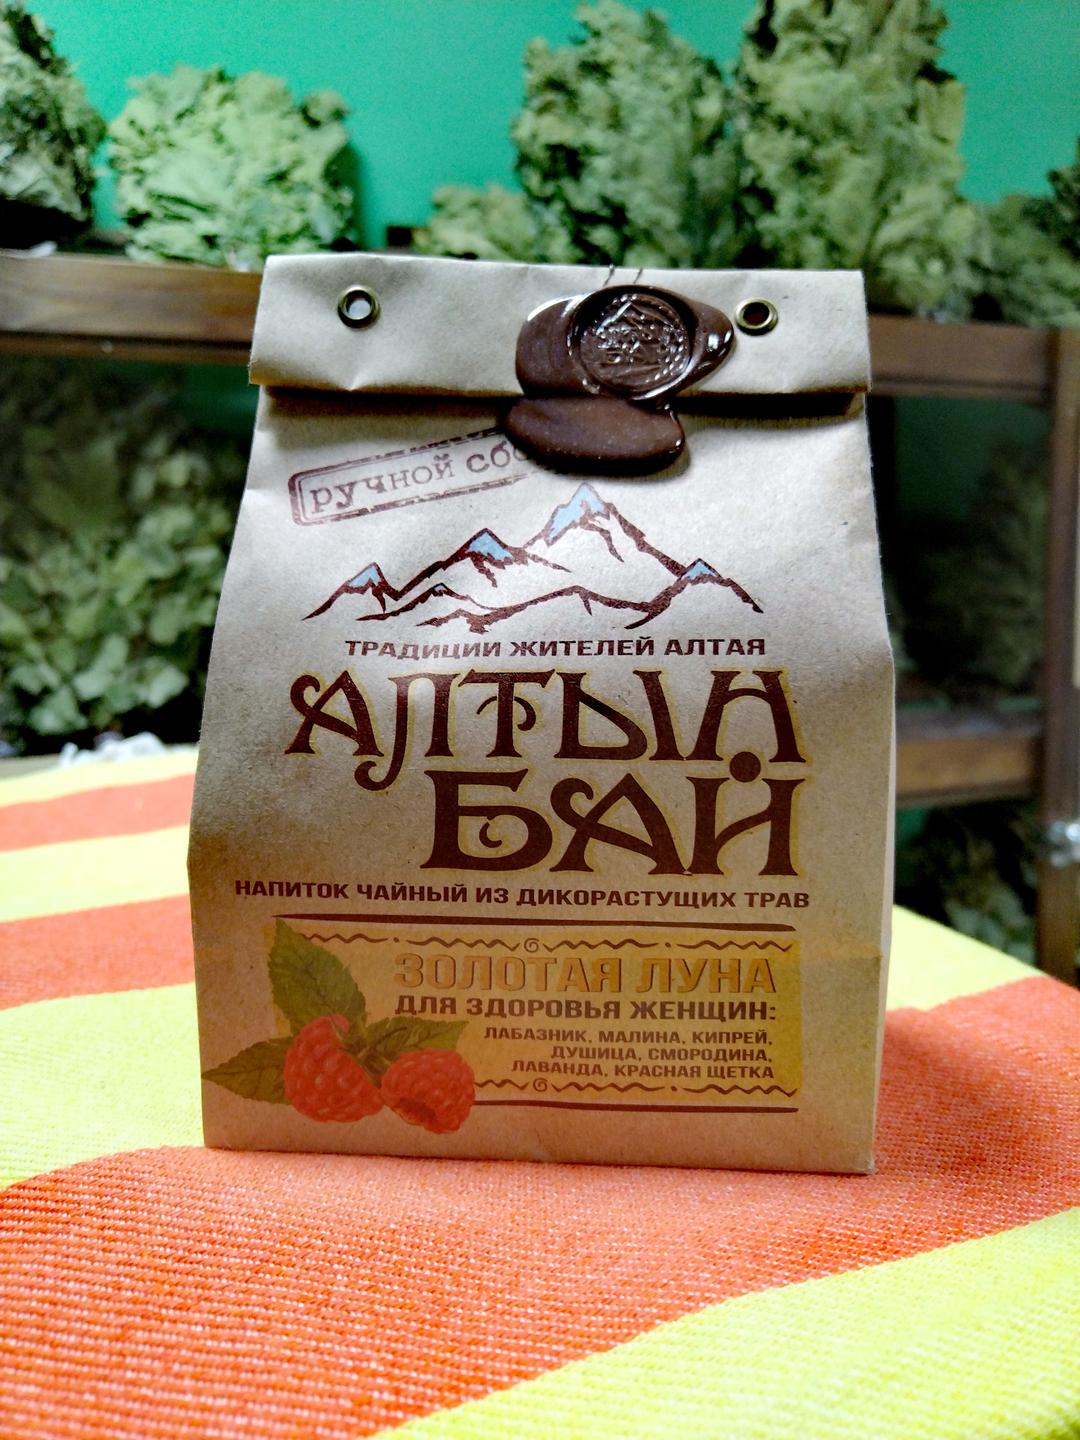 ручной
ТРАДИЦИИ ЖИТЕЛЕЙ АЛТАЯ
АЛТЫН
БАЙ
НАПИТОК ЧАЙНЫЙ ИЗ ДИКОРАСТУЩИХ ТРАВ
ЗОЛОТАЯ ЛУНА
ДЛЯ ЗДОРОВЬЯ ЖЕНЩИН:
ЛАБАЗНИК, МАЛИНА, КИПРЕЙ,
ДУШИЦА, СМОРОДИНА,
ЛАВАНДА, КРАСНАЯ ЩЕТКА